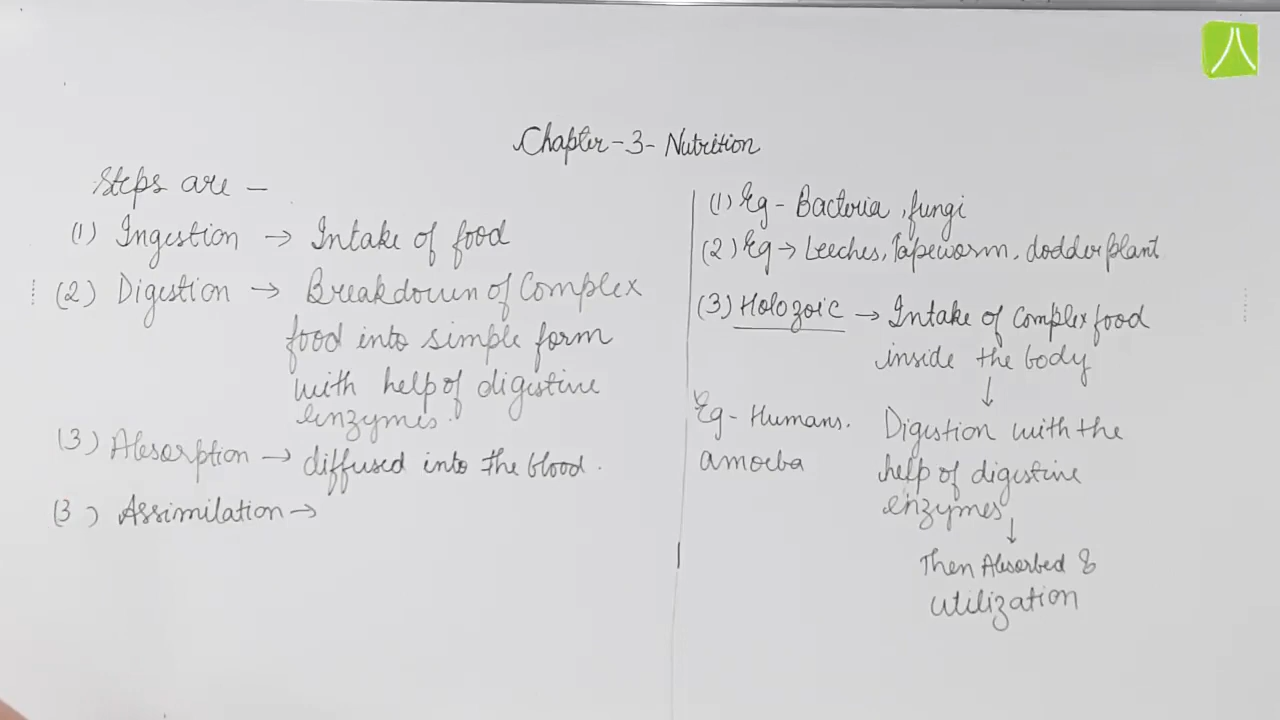 Chapter-3- Nutrition
Steps are -
(1) Ingestion → Intake of food
(2) Digestion → Breakdown of Complex
food into simple form
with help of digestive
enzymes.
(3) Absorption → diffused into the blood.
(3) Assimilation →
(1) Eg - Bacteria, fungi
(2) Eg → Leeches, Tapeworm, dodder plant
(3) Holozoic → Intake of complex food
inside the body
↓
Eg - Humans.
amoeba
Digestion with the
help of digestive
enzymes
↓
Then Absorbed &
utilization